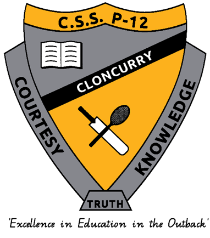 C.S.S. P-12
CLONCURRY
COURTESY
KNOWLEDGE
TRUTH
'Excellence in Education in the Outback'